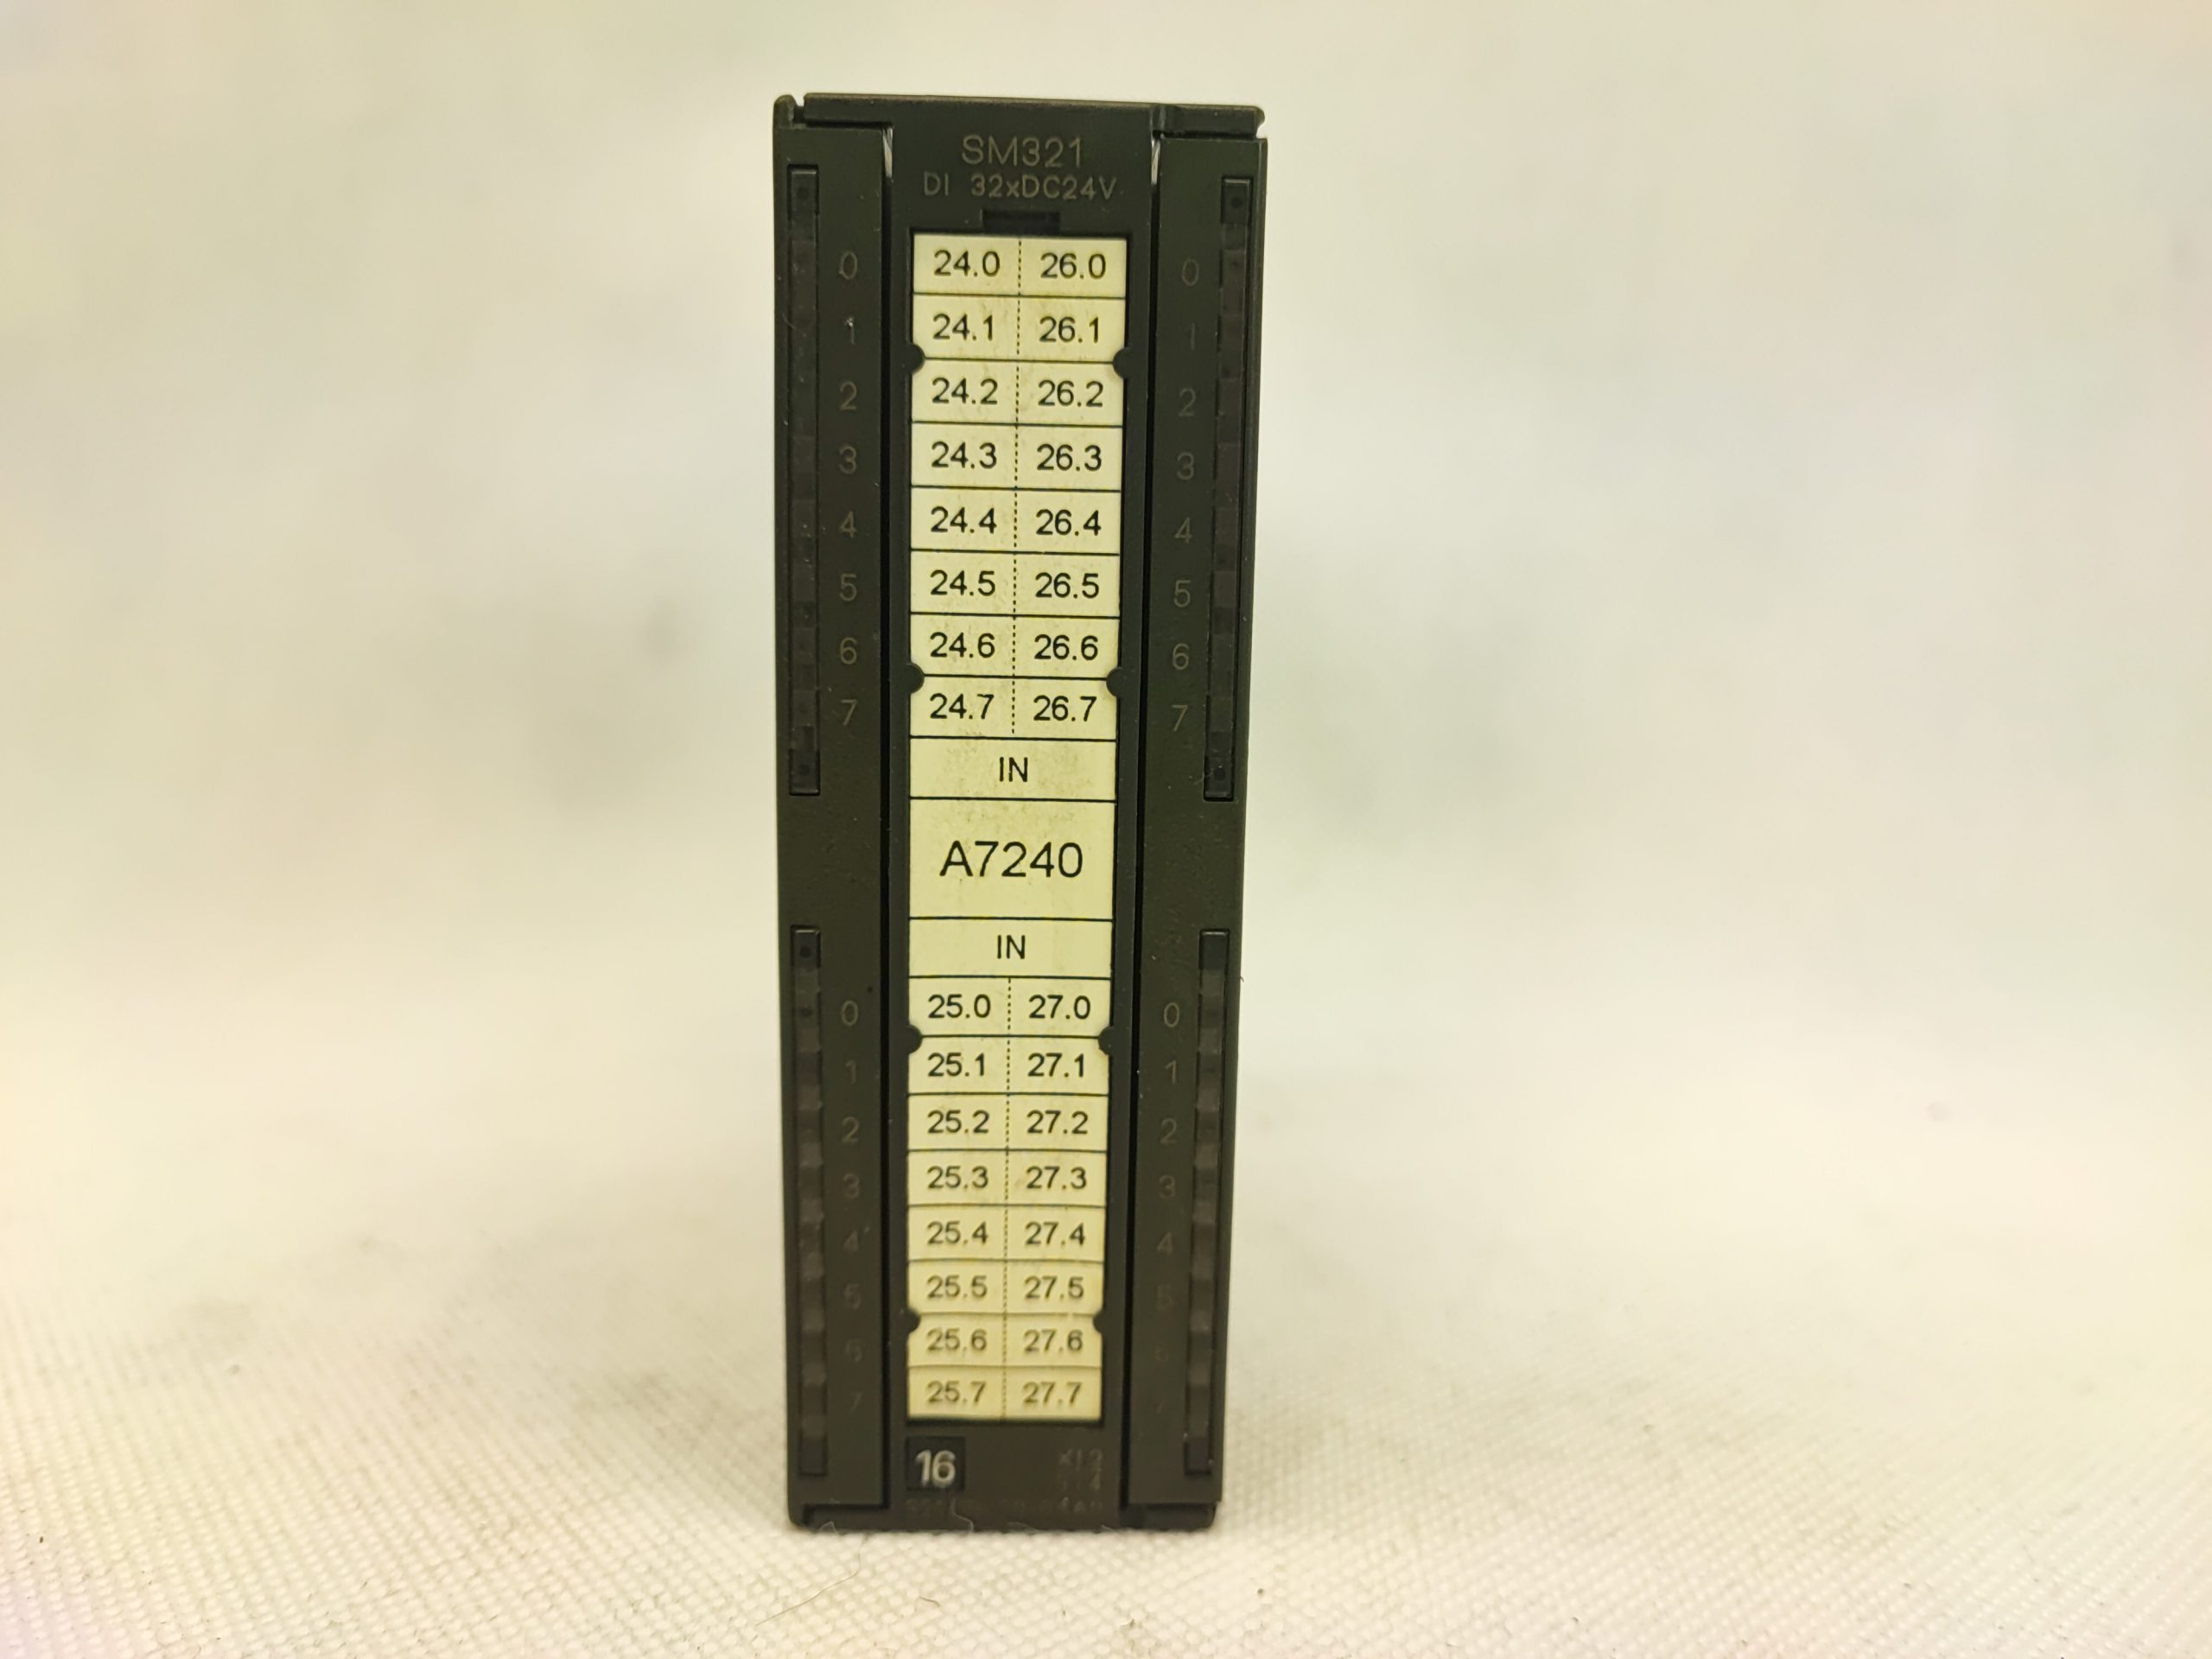 SM321
DI 32xDC24V
0 24.0 26.0 0
1 24.1 26.1 1
2 24.2 26.2 2
3 24.3 26.3 3
4 24.4 26.4 4
5 24.5 26.5 5
6 24.6 26.6 6
7 24.7 26.7 7
IN
A7240
IN
0 25.0 27.0 0
1 25.1 27.1 1
2 25.2 27.2 2
3 25.3 27.3 3
4 25.4 27.4 4
5 25.5 27.5 5
6 25.6 27.6
7 25.7 27.7
16